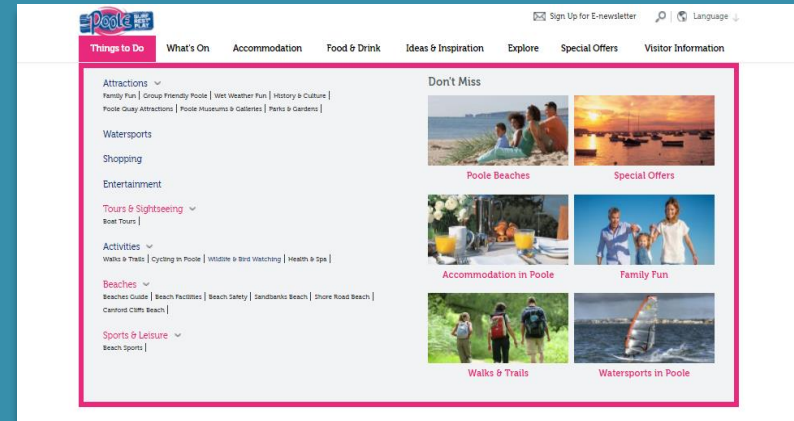 Poole SURF REST PLAY
Sign Up for E-newsletter
Language
Things to Do What's On Accommodation Food & Drink Ideas & Inspiration Explore Special Offers Visitor Information
Attractions
Family Fun | Group Friendly Poole | Wet Weather Fun | History & Culture |
Poole Quay Attractions | Poole Museums & Galleries | Parks & Gardens |
Watersports
Shopping
Entertainment
Tours & Sightseeing
Boat Tours |
Activities
Walks & Trails | Cycling in Poole | Wildlife & Bird Watching | Health & Spa |
Beaches
Beaches Guide | Beach Facilities | Beach Safety | Sandbanks Beach | Shore Road Beach |
Canford Cliffs Beach |
Sports & Leisure
Beach Sports |
Don't Miss
Poole Beaches
Special Offers
Accommodation in Poole
Family Fun
Walks & Trails
Watersports in Poole